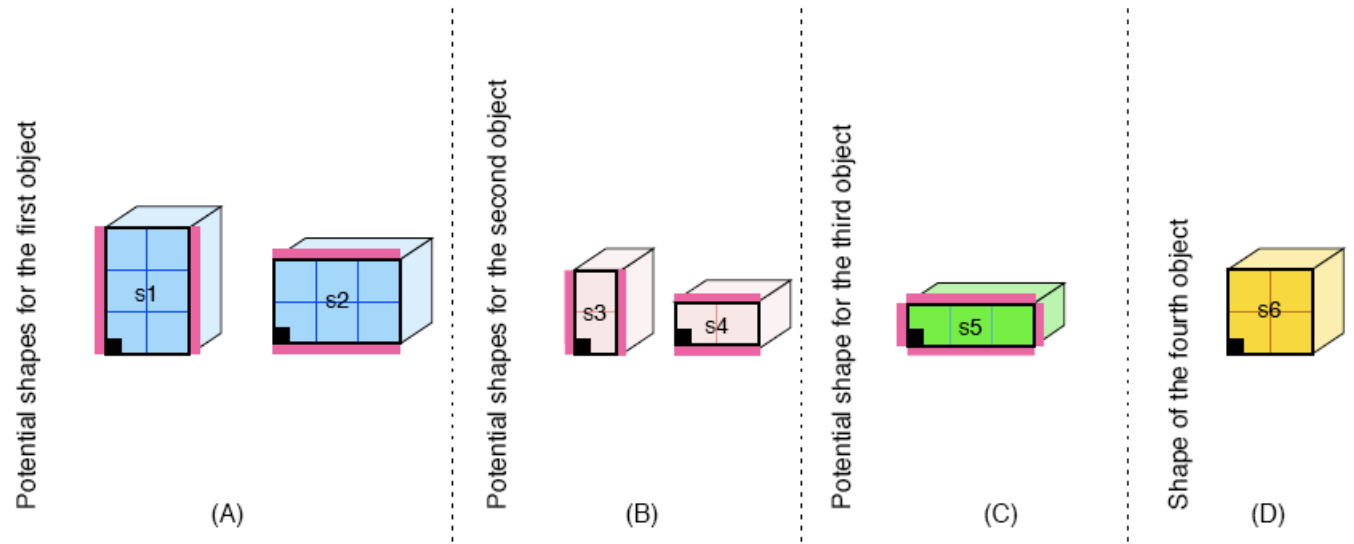 Potential shapes for the first object
s1
s2
(A)
Potential shapes for the second object
s3
s4
(B)
Potential shape for the third object
s5
(C)
Shape of the fourth object
s6
(D)